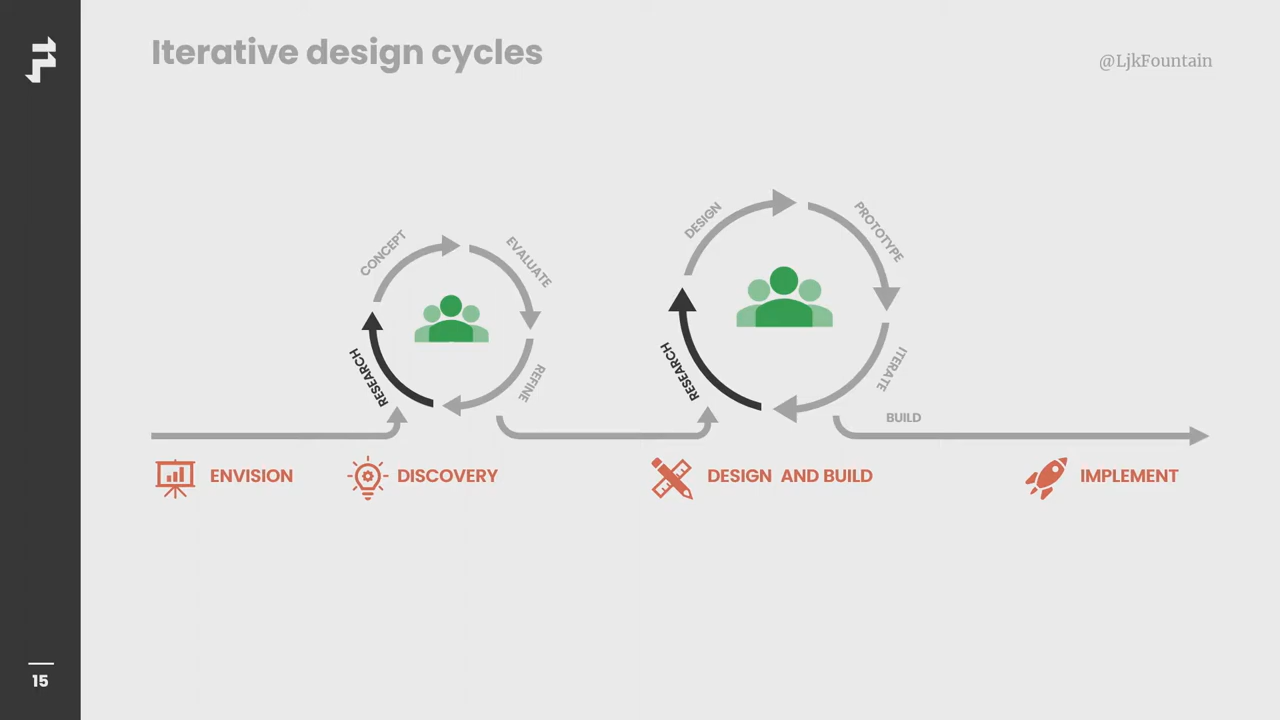 Iterative design cycles
@LjkFountain
CONCEPT
EVALUATE
REFINE
RESEARCH
DESIGN
PROTOTYPE
ITERATE
RESEARCH
BUILD
ENVISION
DISCOVERY
DESIGN AND BUILD
IMPLEMENT
15